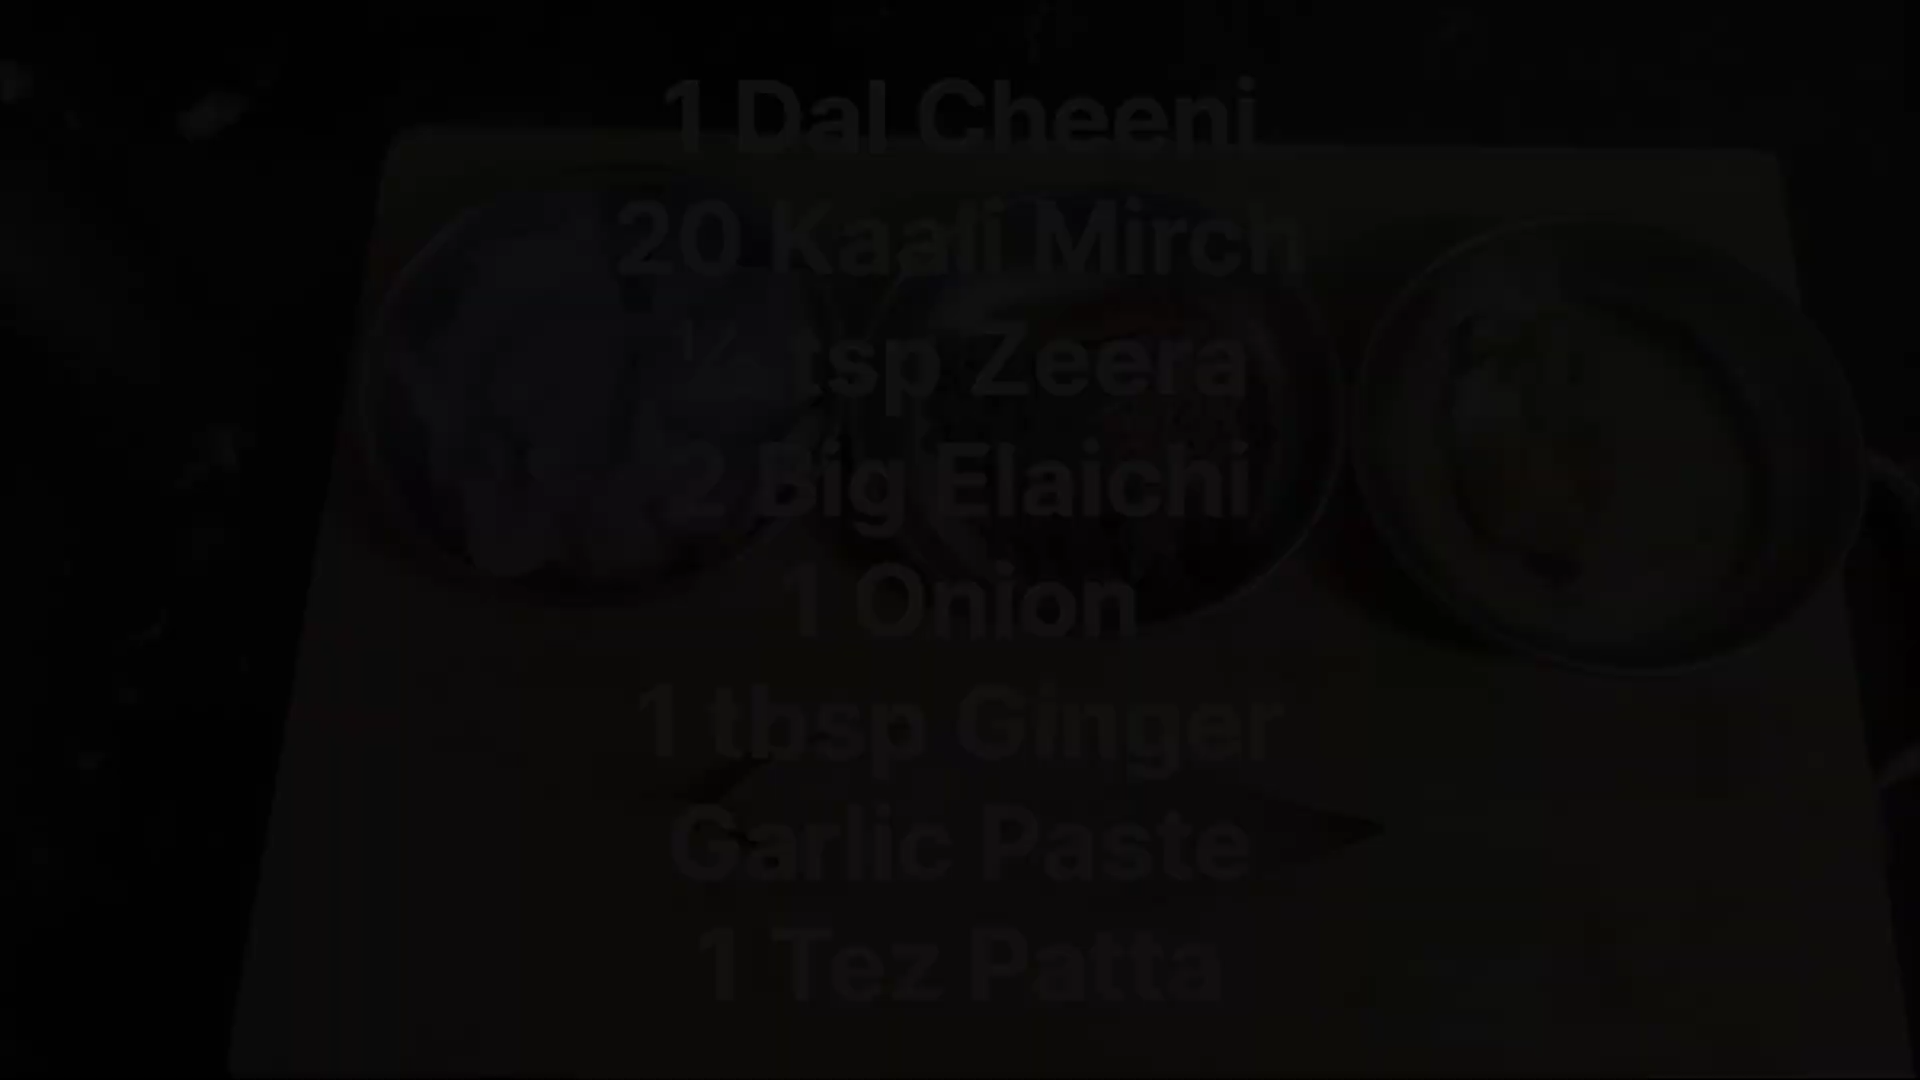 1 Dal Cheeni
20 Kaali Mirch
½ tsp Zeera
2 Big Elaichi
1 Onion
1 tbsp Ginger
Garlic Paste
1 Tez Patta